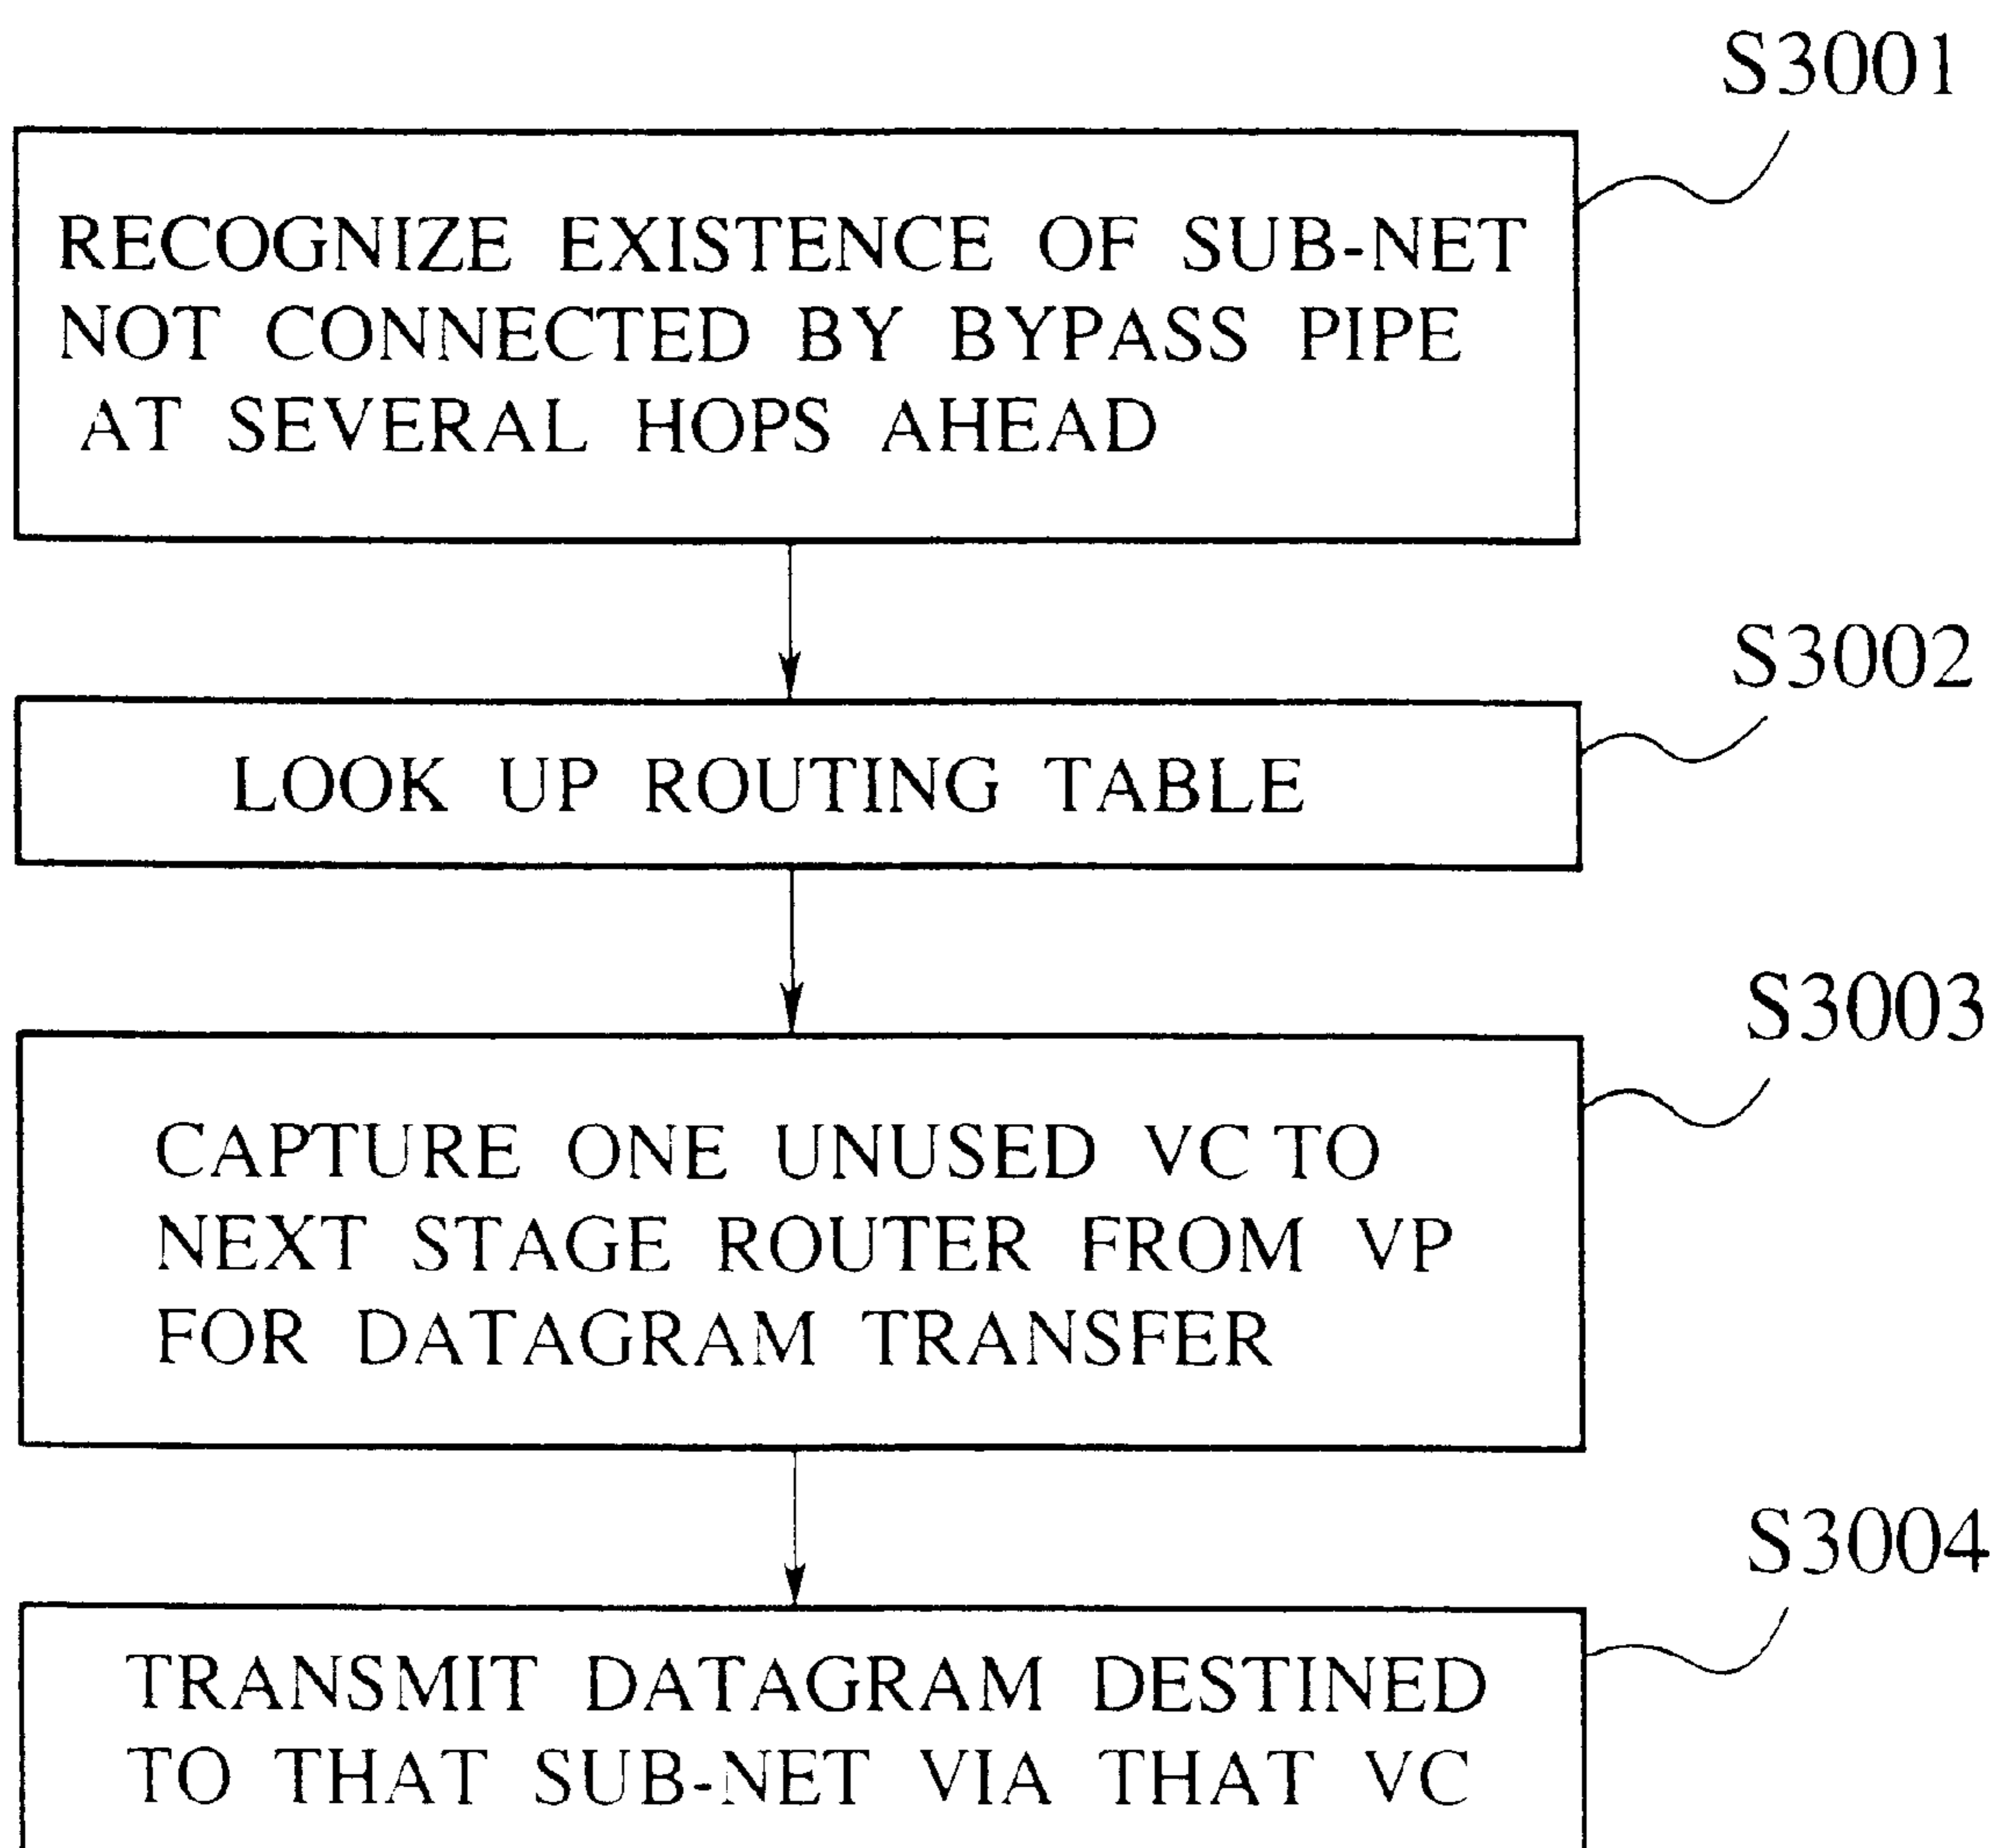 S3001
RECOGNIZE EXISTENCE OF SUB-NET
NOT CONNECTED BY BYPASS PIPE
AT SEVERAL HOPS AHEAD
S3002
LOOK UP ROUTING TABLE
S3003
CAPTURE ONE UNUSED VC TO
NEXT STAGE ROUTER FROM VP
FOR DATAGRAM TRANSFER
S3004
TRANSMIT DATAGRAM DESTINED
TO THAT SUB-NET VIA THAT VC